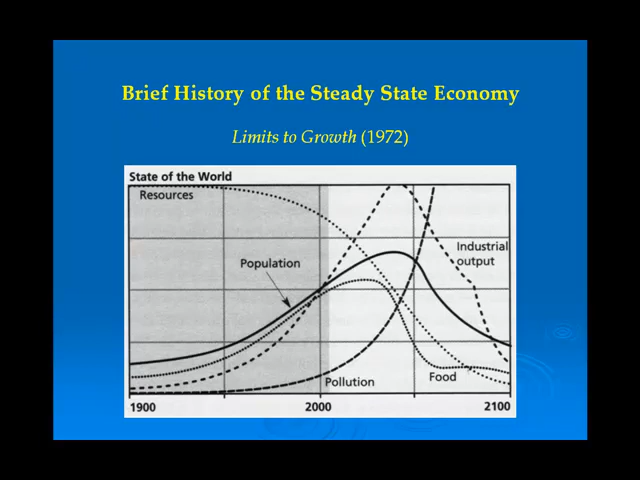 Brief History of the Steady State Economy
Limits to Growth (1972)
State of the World
Resources
Population
Industrial
output
Pollution
Food
1900
2000
2100